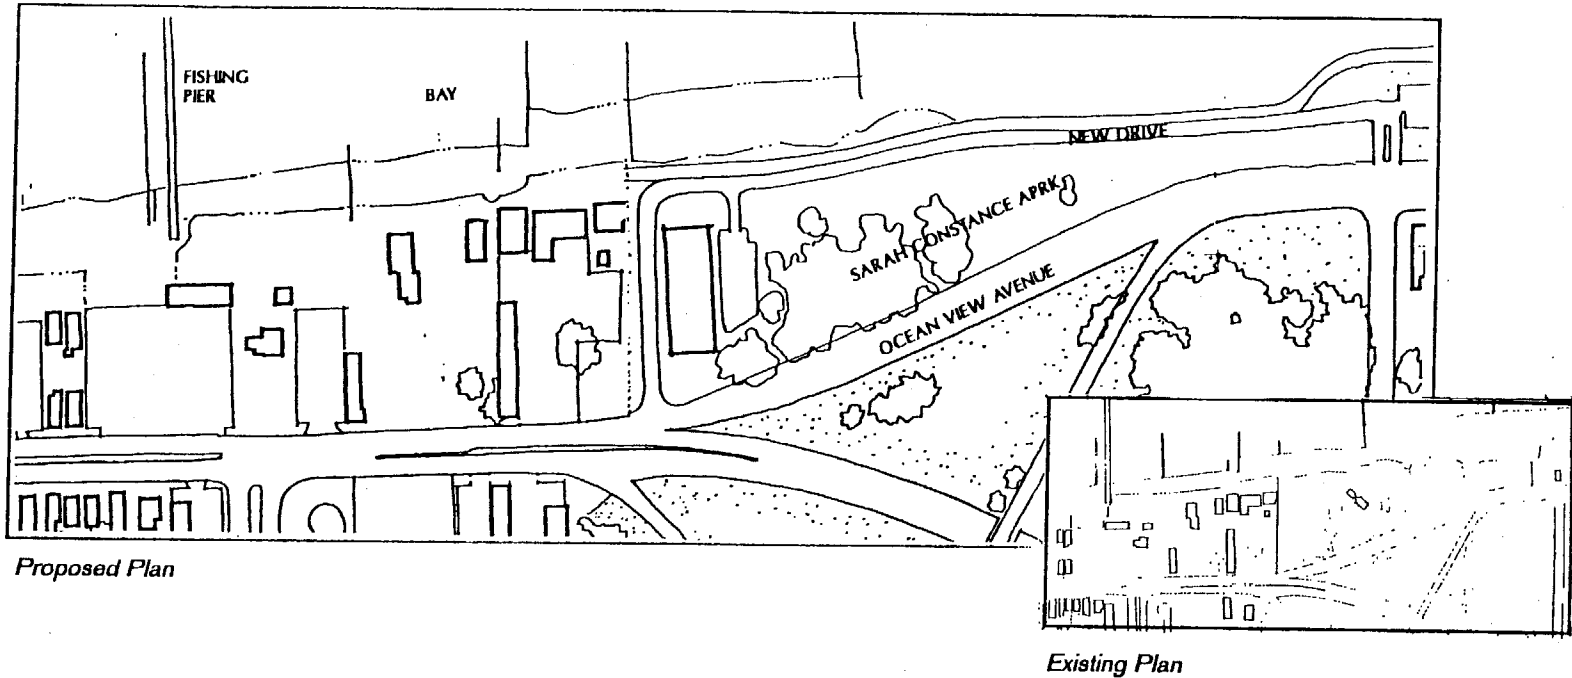 FISHING
PIER
BAY
NEW DRIVE
SARAH CONSTANCE APRK
OCEAN VIEW AVENUE
Proposed Plan
Existing Plan